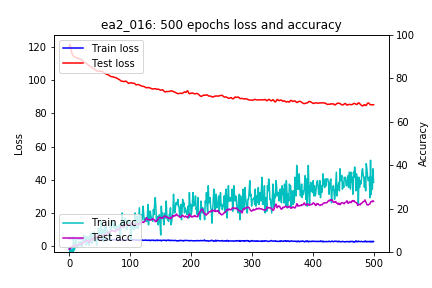 ea2_016: 500 epochs loss and accuracy
Train loss
Test loss
Train acc
Test acc
Loss
Accuracy
120
100
80
60
40
20
0
100
80
60
40
20
0
0
100
200
300
400
500